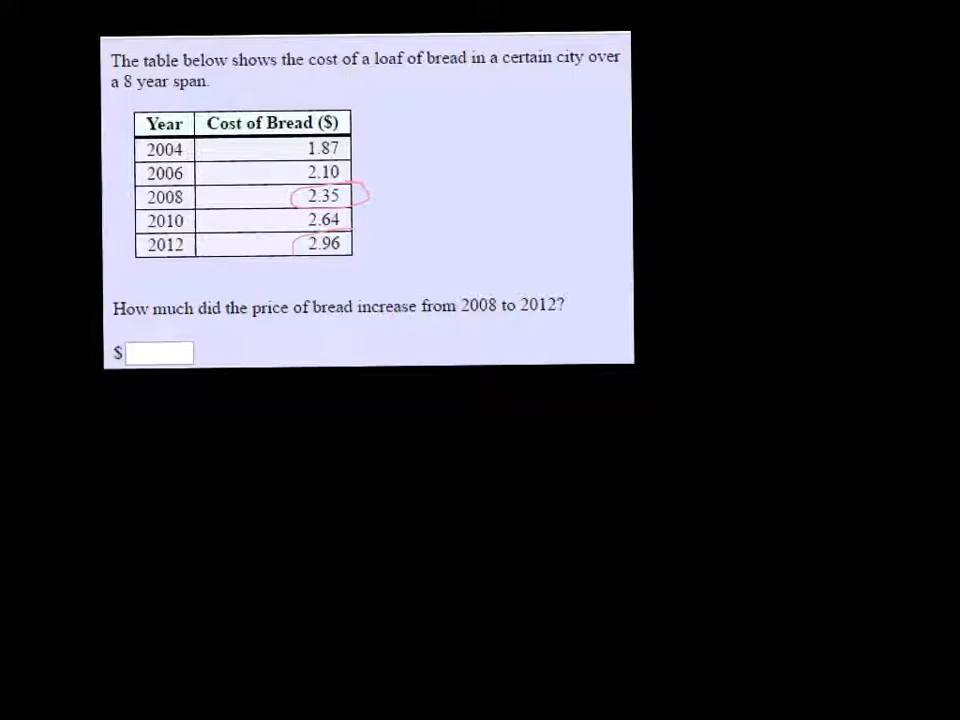 The table below shows the cost of a loaf of bread in a certain city over
a 8 year span.
Year Cost of Bread ($)
2004 1.87
2006 2.10
2008 2.35
2010 2.64
2012 2.96
How much did the price of bread increase from 2008 to 2012?
$